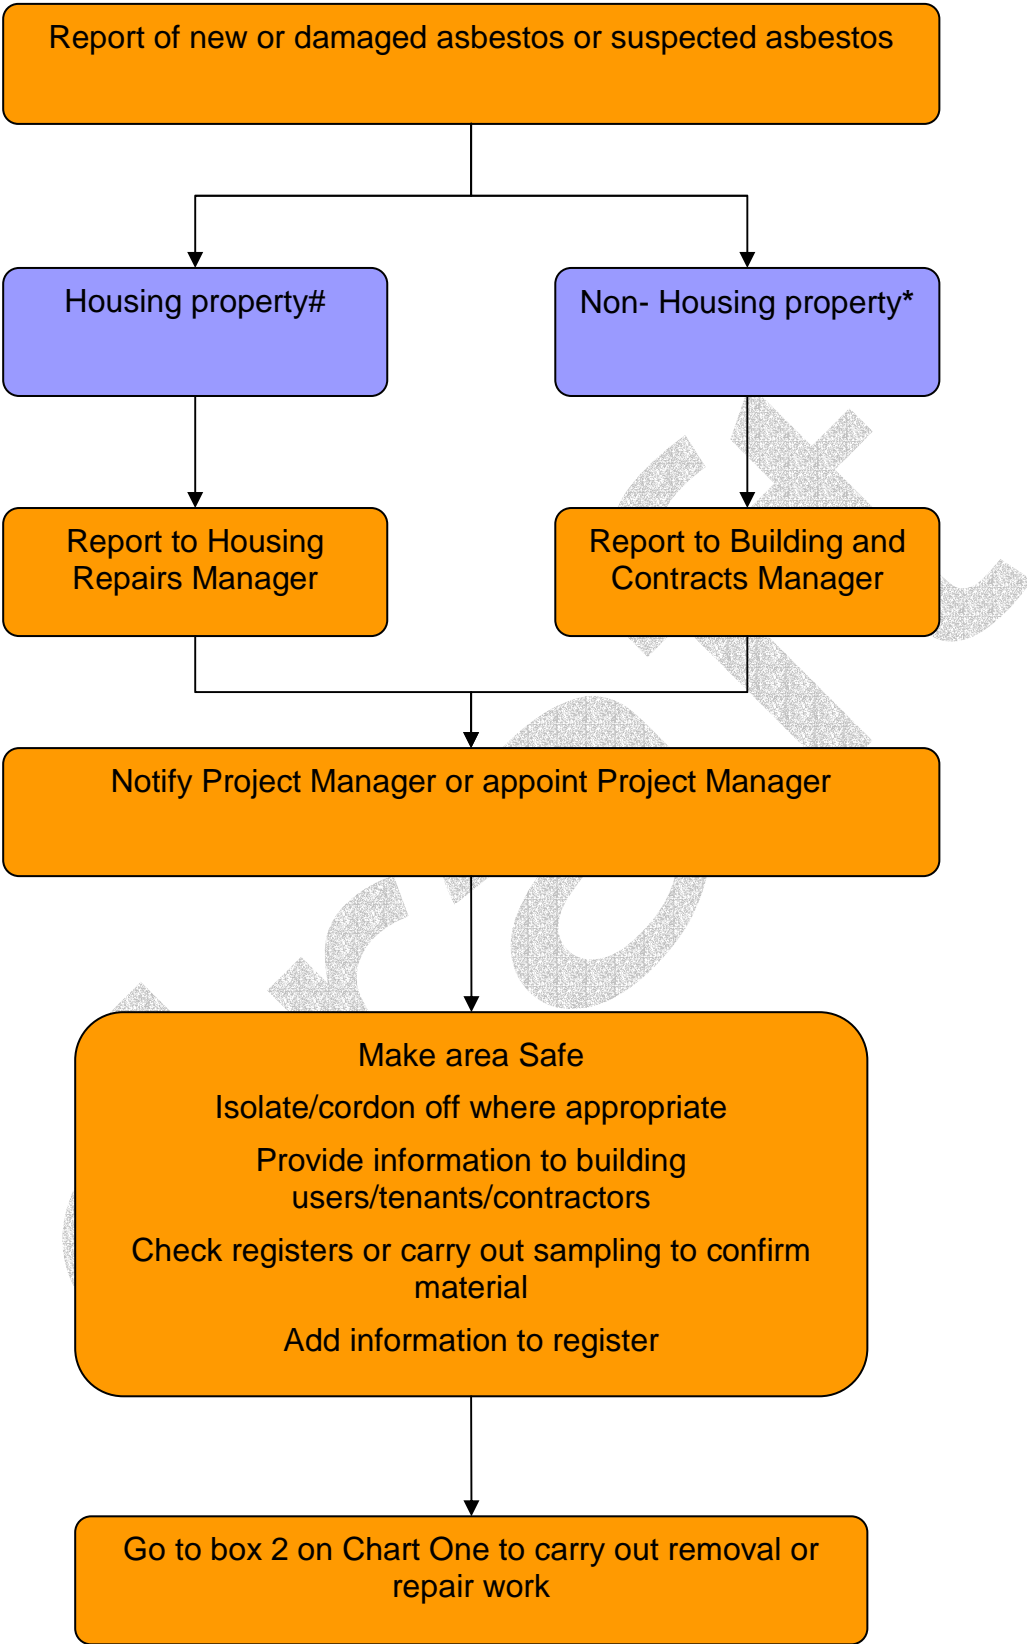 Report of new or damaged asbestos or suspected asbestos
Housing property#
Non- Housing property*
Report to Housing
Repairs Manager
Report to Building and
Contracts Manager
Notify Project Manager or appoint Project Manager
Make area Safe
Isolate/cordon off where appropriate
Provide information to building
users/tenants/contractors
Check registers or carry out sampling to confirm
material
Add information to register
Go to box 2 on Chart One to carry out removal or
repair work
draft